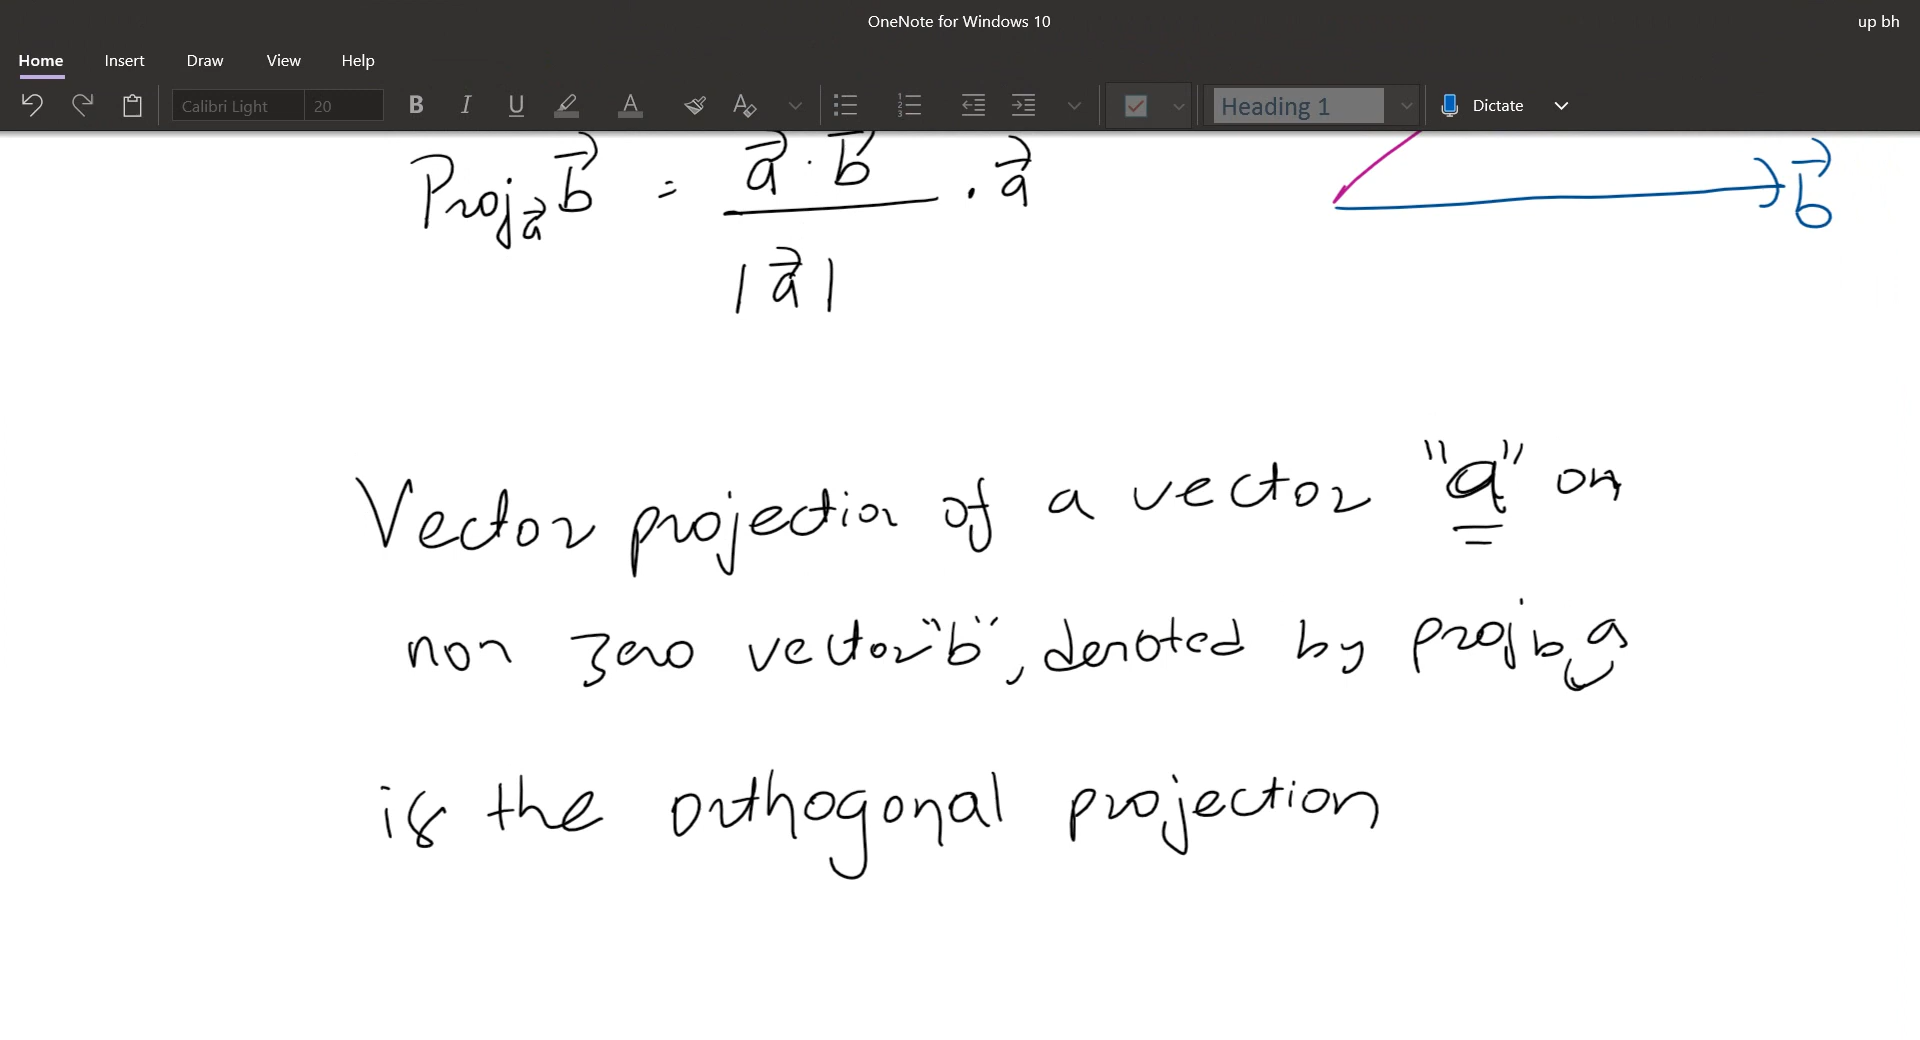 OneNote for Windows 10
up bh
Home Insert Draw View Help
Calibri Light 20 B I U A Heading 1 Dictate
Proj a⃗ b⃗ = a⃗ · b⃗ / |a⃗| . a⃗
b⃗
Vector projection of a vector "a" on
non zero vector "b", denoted by projb a
is the orthogonal projection